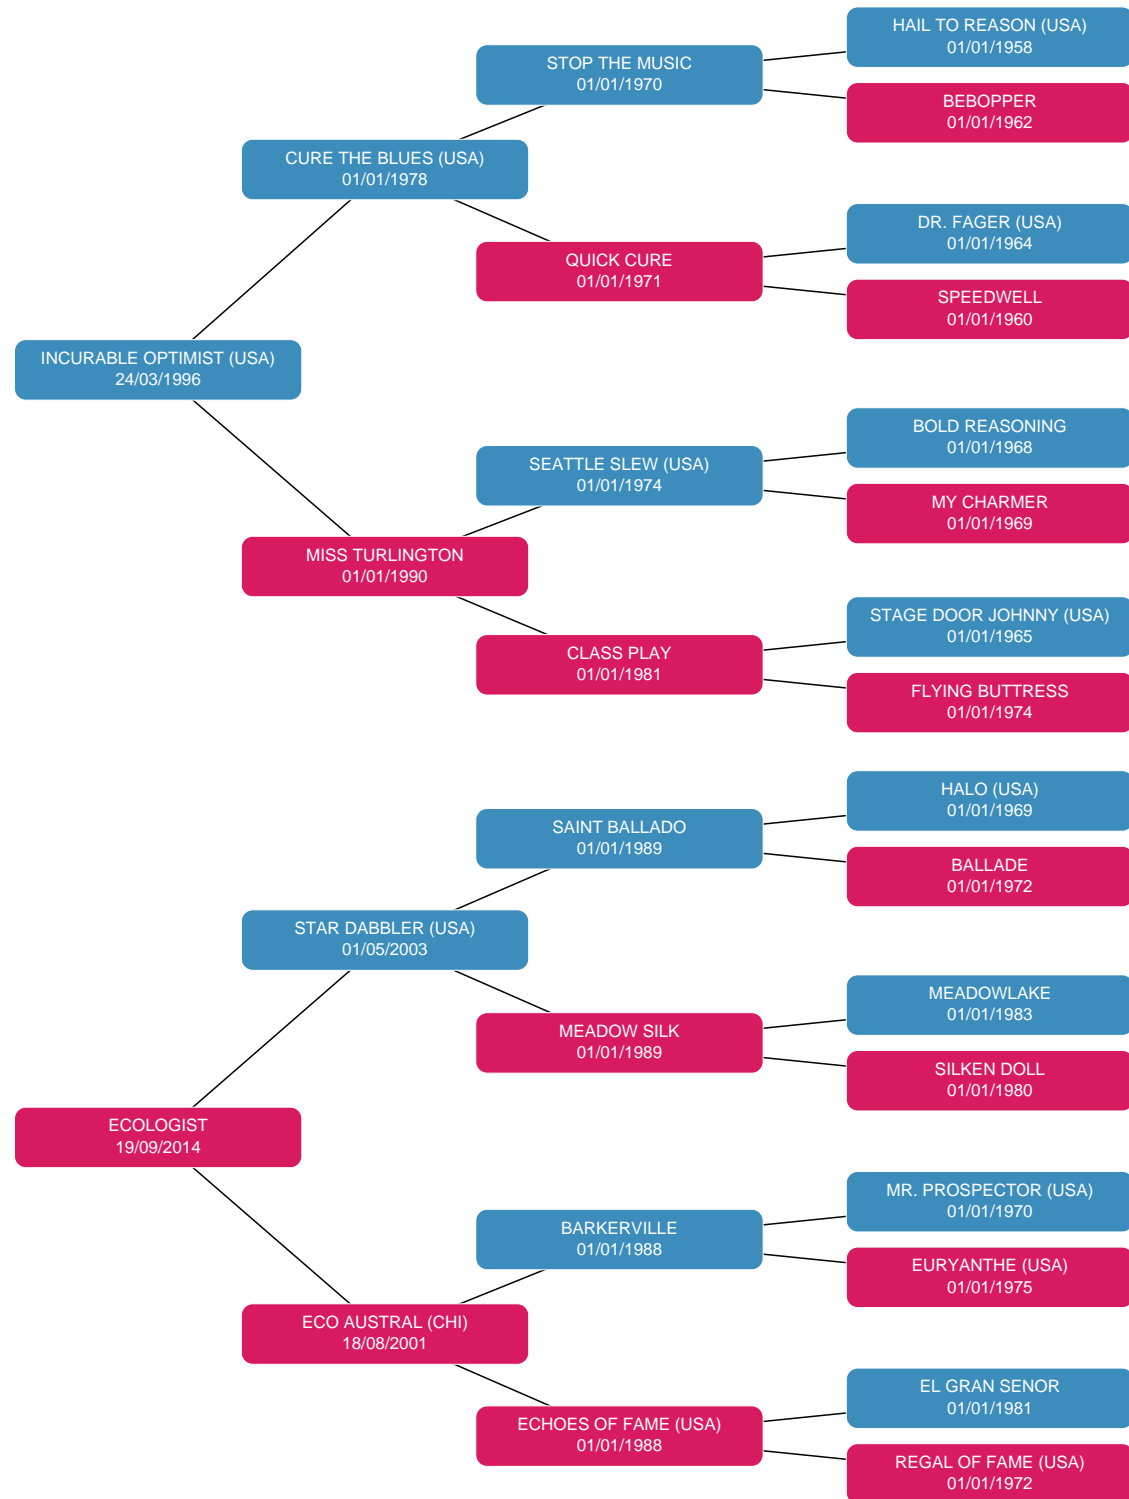 HAIL TO REASON (USA)
01/01/1958
STOP THE MUSIC
01/01/1970
BEBOPPER
01/01/1962
CURE THE BLUES (USA)
01/01/1978
DR. FAGER (USA)
01/01/1964
QUICK CURE
01/01/1971
SPEEDWELL
01/01/1960
INCURABLE OPTIMIST (USA)
24/03/1996
BOLD REASONING
01/01/1968
SEATTLE SLEW (USA)
01/01/1974
MY CHARMER
01/01/1969
MISS TURLINGTON
01/01/1990
STAGE DOOR JOHNNY (USA)
01/01/1965
CLASS PLAY
01/01/1981
FLYING BUTTRESS
01/01/1974
HALO (USA)
01/01/1969
SAINT BALLADO
01/01/1989
BALLADE
01/01/1972
STAR DABBLER (USA)
01/05/2003
MEADOWLAKE
01/01/1983
MEADOW SILK
01/01/1989
SILKEN DOLL
01/01/1980
ECOLOGIST
19/09/2014
MR. PROSPECTOR (USA)
01/01/1970
BARKERVILLE
01/01/1988
EURYANTHE (USA)
01/01/1975
ECO AUSTRAL (CHI)
18/08/2001
EL GRAN SENOR
01/01/1981
ECHOES OF FAME (USA)
01/01/1988
REGAL OF FAME (USA)
01/01/1972